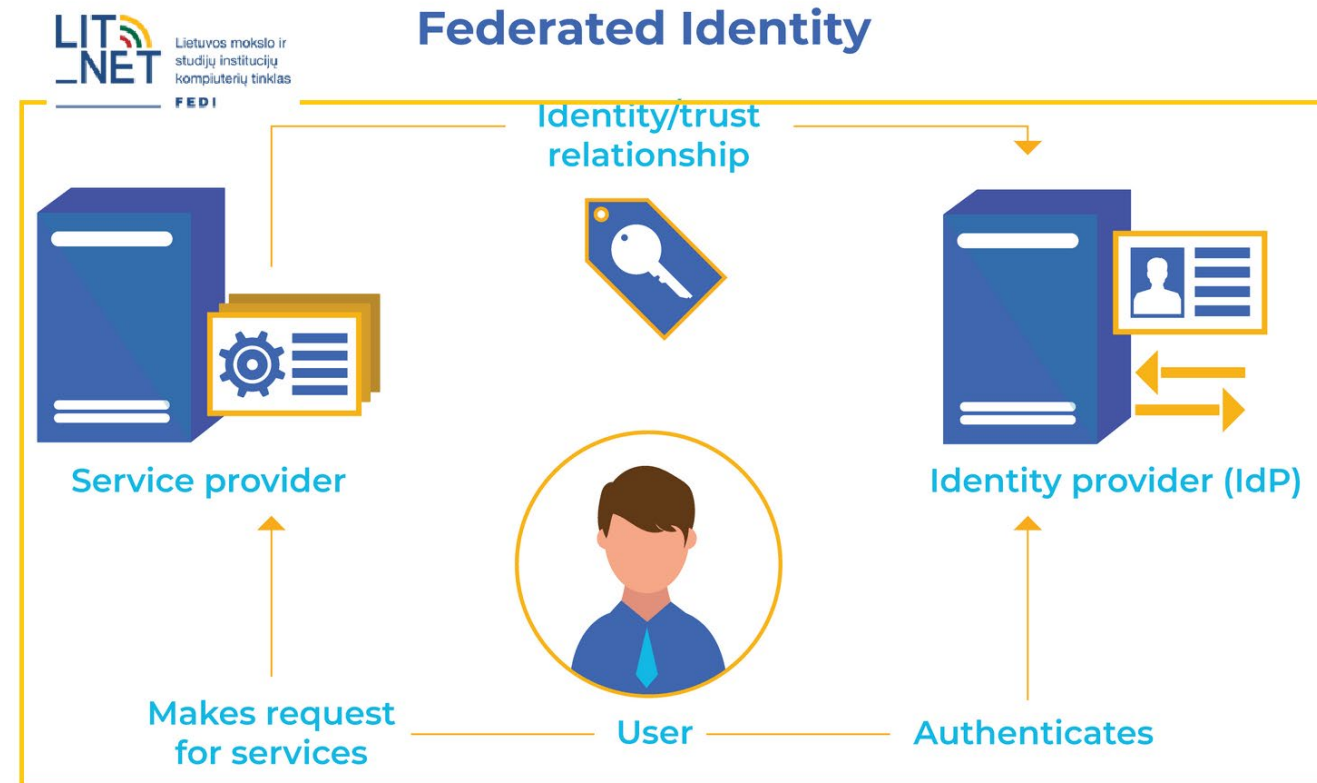 LIT
_NET
Lietuvos mokslo ir
studijų institucijų
kompiuterių tinklas
FEDI
Federated Identity
Identity/trust
relationship
Service provider
Identity provider (IdP)
Makes request
for services
User
Authenticates